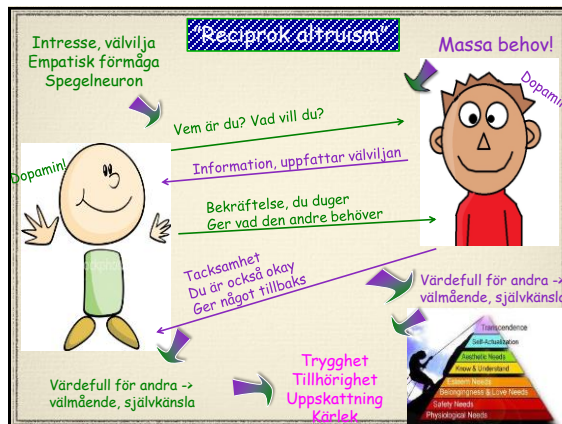 "Reciprok altruism"
Intresse, välvilja
Empatisk förmåga
Spegelneuron
Massa behov!
Dopamin!
Dopamin!
Vem är du? Vad vill du?
Information, uppfattar välviljan
Bekräftelse, du duger
Ger vad den andre behöver
Tacksamhet
Du är också okay
Ger något tillbaks
Värdefull för andra ->
välmående, självkänsla
Värdefull för andra ->
välmående, självkänsla
Trygghet
Tillhörighet
Uppskattning
Kärlek
Transcendence
Self-Actualization
Aesthetic Needs
Know & Understand
Esteem Needs
Belongingness & Love Needs
Safety Needs
Physiological Needs